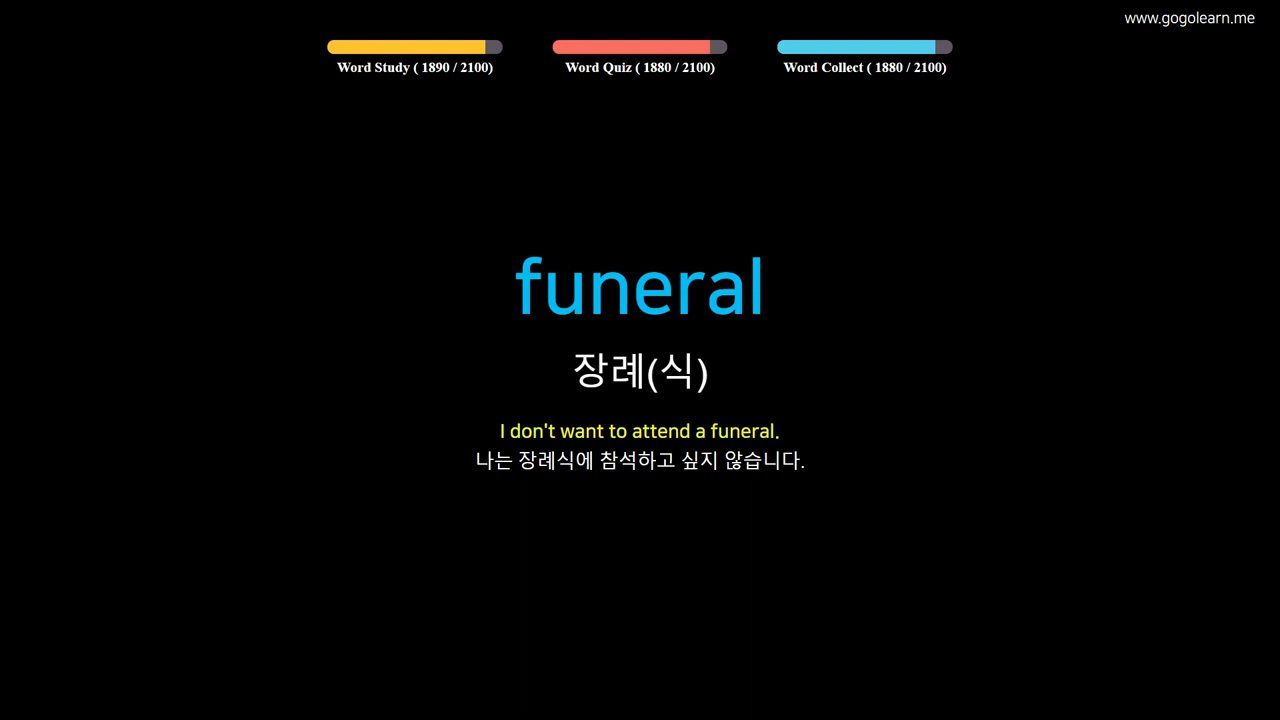 www.gogolearn.me
Word Study ( 1890 / 2100)
Word Quiz ( 1880 / 2100)
Word Collect ( 1880 / 2100)
funeral
장례(식)
I don't want to attend a funeral.
나는 장례식에 참석하고 싶지 않습니다.